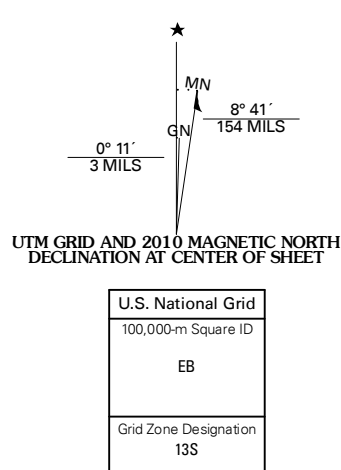 ★
MN
GN
8° 41´
154 MILS
0° 11´
3 MILS
UTM GRID AND 2010 MAGNETIC NORTH
DECLINATION AT CENTER OF SHEET
U.S. National Grid
100,000-m Square ID
EB
Grid Zone Designation
13S